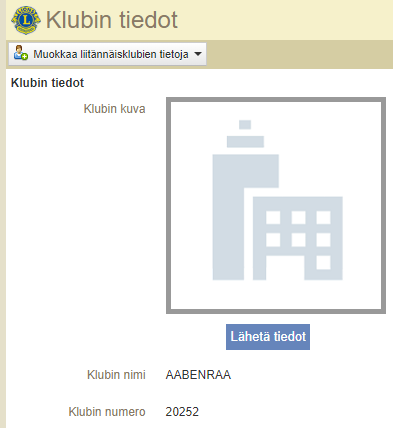 Klubin tiedot
Muokkaa liitännäisklubien tietoja
Klubin tiedot
Klubin kuva
Lähetä tiedot
Klubin nimi AABENRAA
Klubin numero 20252